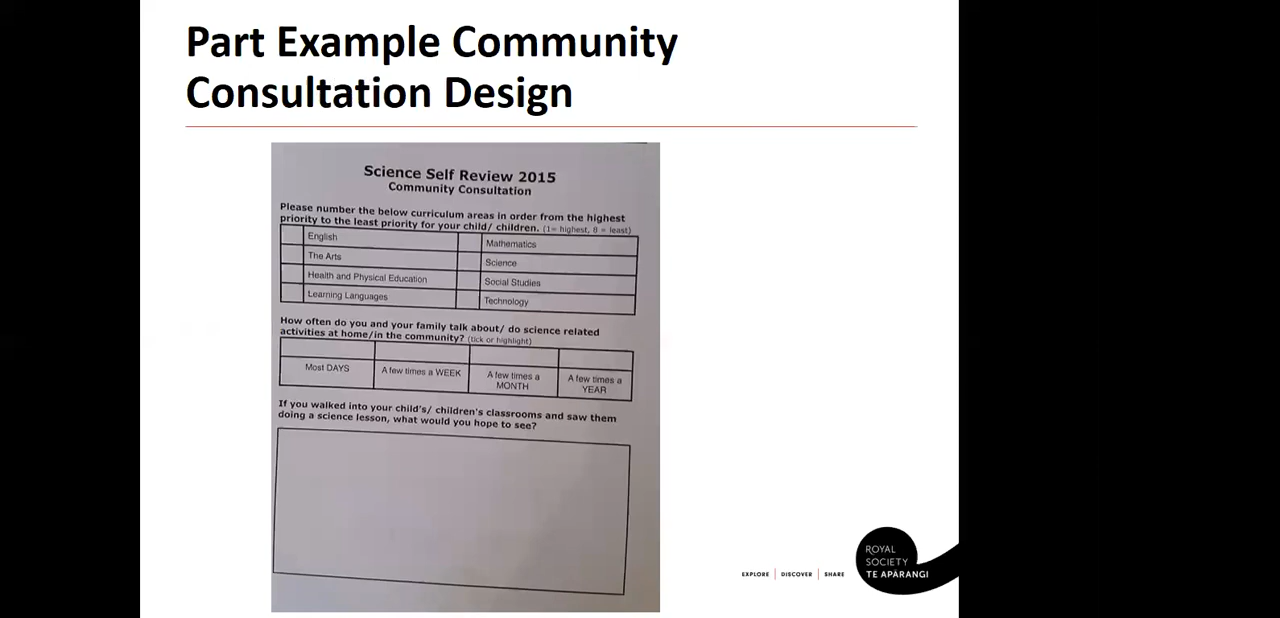 Part Example Community
Consultation Design
Science Self Review 2015
Community Consultation
Please number the below curriculum areas in order from the highest
priority to the least priority for your child/ children. (1= highest, 8 = least)
English
Mathematics
The Arts
Science
Health and Physical Education
Social Studies
Learning Languages
Technology
How often do you and your family talk about/ do science related
activities at home/in the community? (tick or highlight)
Most DAYS
A few times a WEEK
A few times a
MONTH
A few times a
YEAR
If you walked into your child's/ children's classrooms and saw them
doing a science lesson, what would you hope to see?
EXPLORE | DISCOVER | SHARE
ROYAL
SOCIETY
TE APĀRANGI